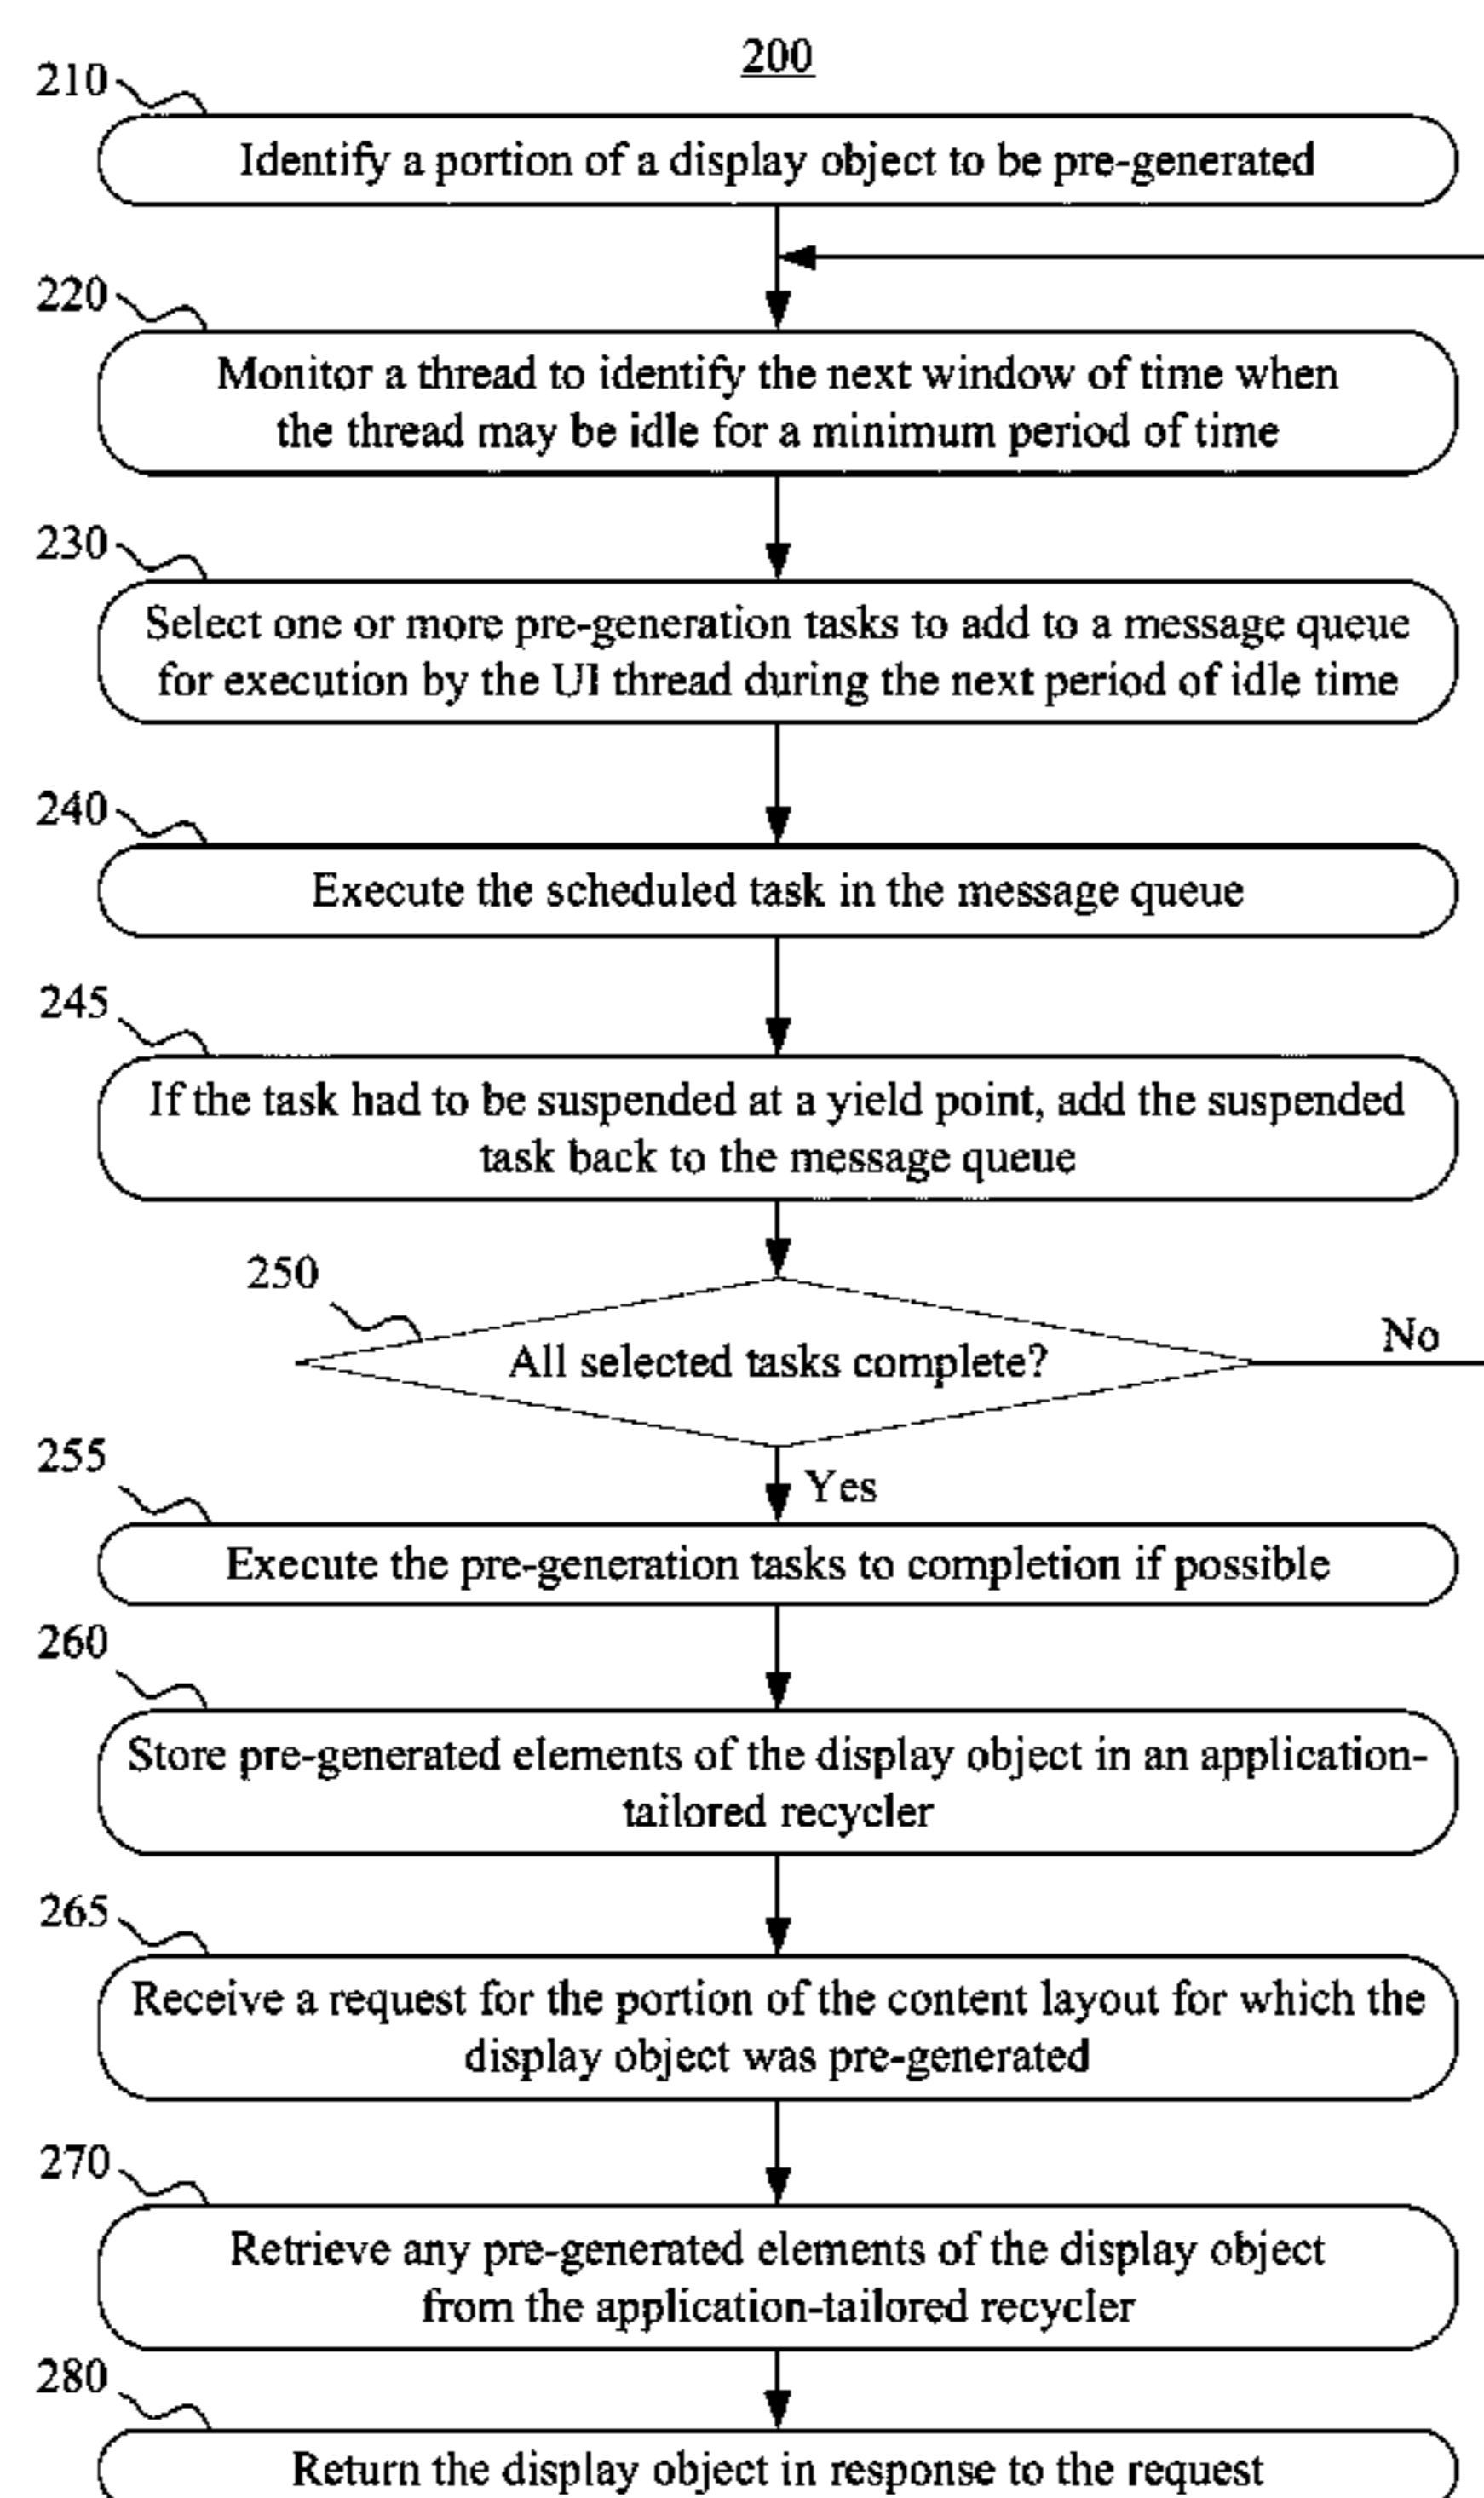 200
210
Identify a portion of a display object to be pre-generated
220
Monitor a thread to identify the next window of time when
the thread may be idle for a minimum period of time
230
Select one or more pre-generation tasks to add to a message queue
for execution by the UI thread during the next period of idle time
240
Execute the scheduled task in the message queue
245
If the task had to be suspended at a yield point, add the suspended
task back to the message queue
250
All selected tasks complete?
No
Yes
255
Execute the pre-generation tasks to completion if possible
260
Store pre-generated elements of the display object in an application-
tailored recycler
265
Receive a request for the portion of the content layout for which the
display object was pre-generated
270
Retrieve any pre-generated elements of the display object
from the application-tailored recycler
280
Return the display object in response to the request